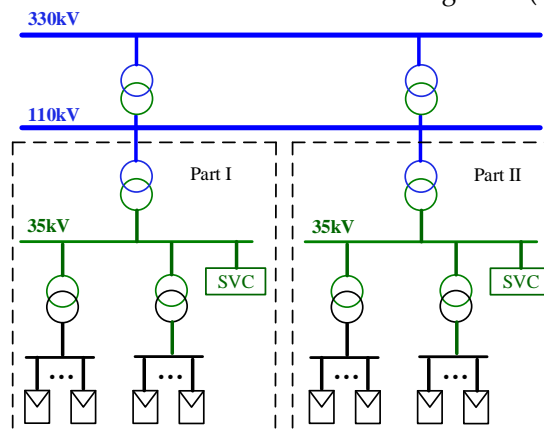 330kV
110kV
Part I
Part II
35kV
35kV
SVC
SVC
...
...
...
...